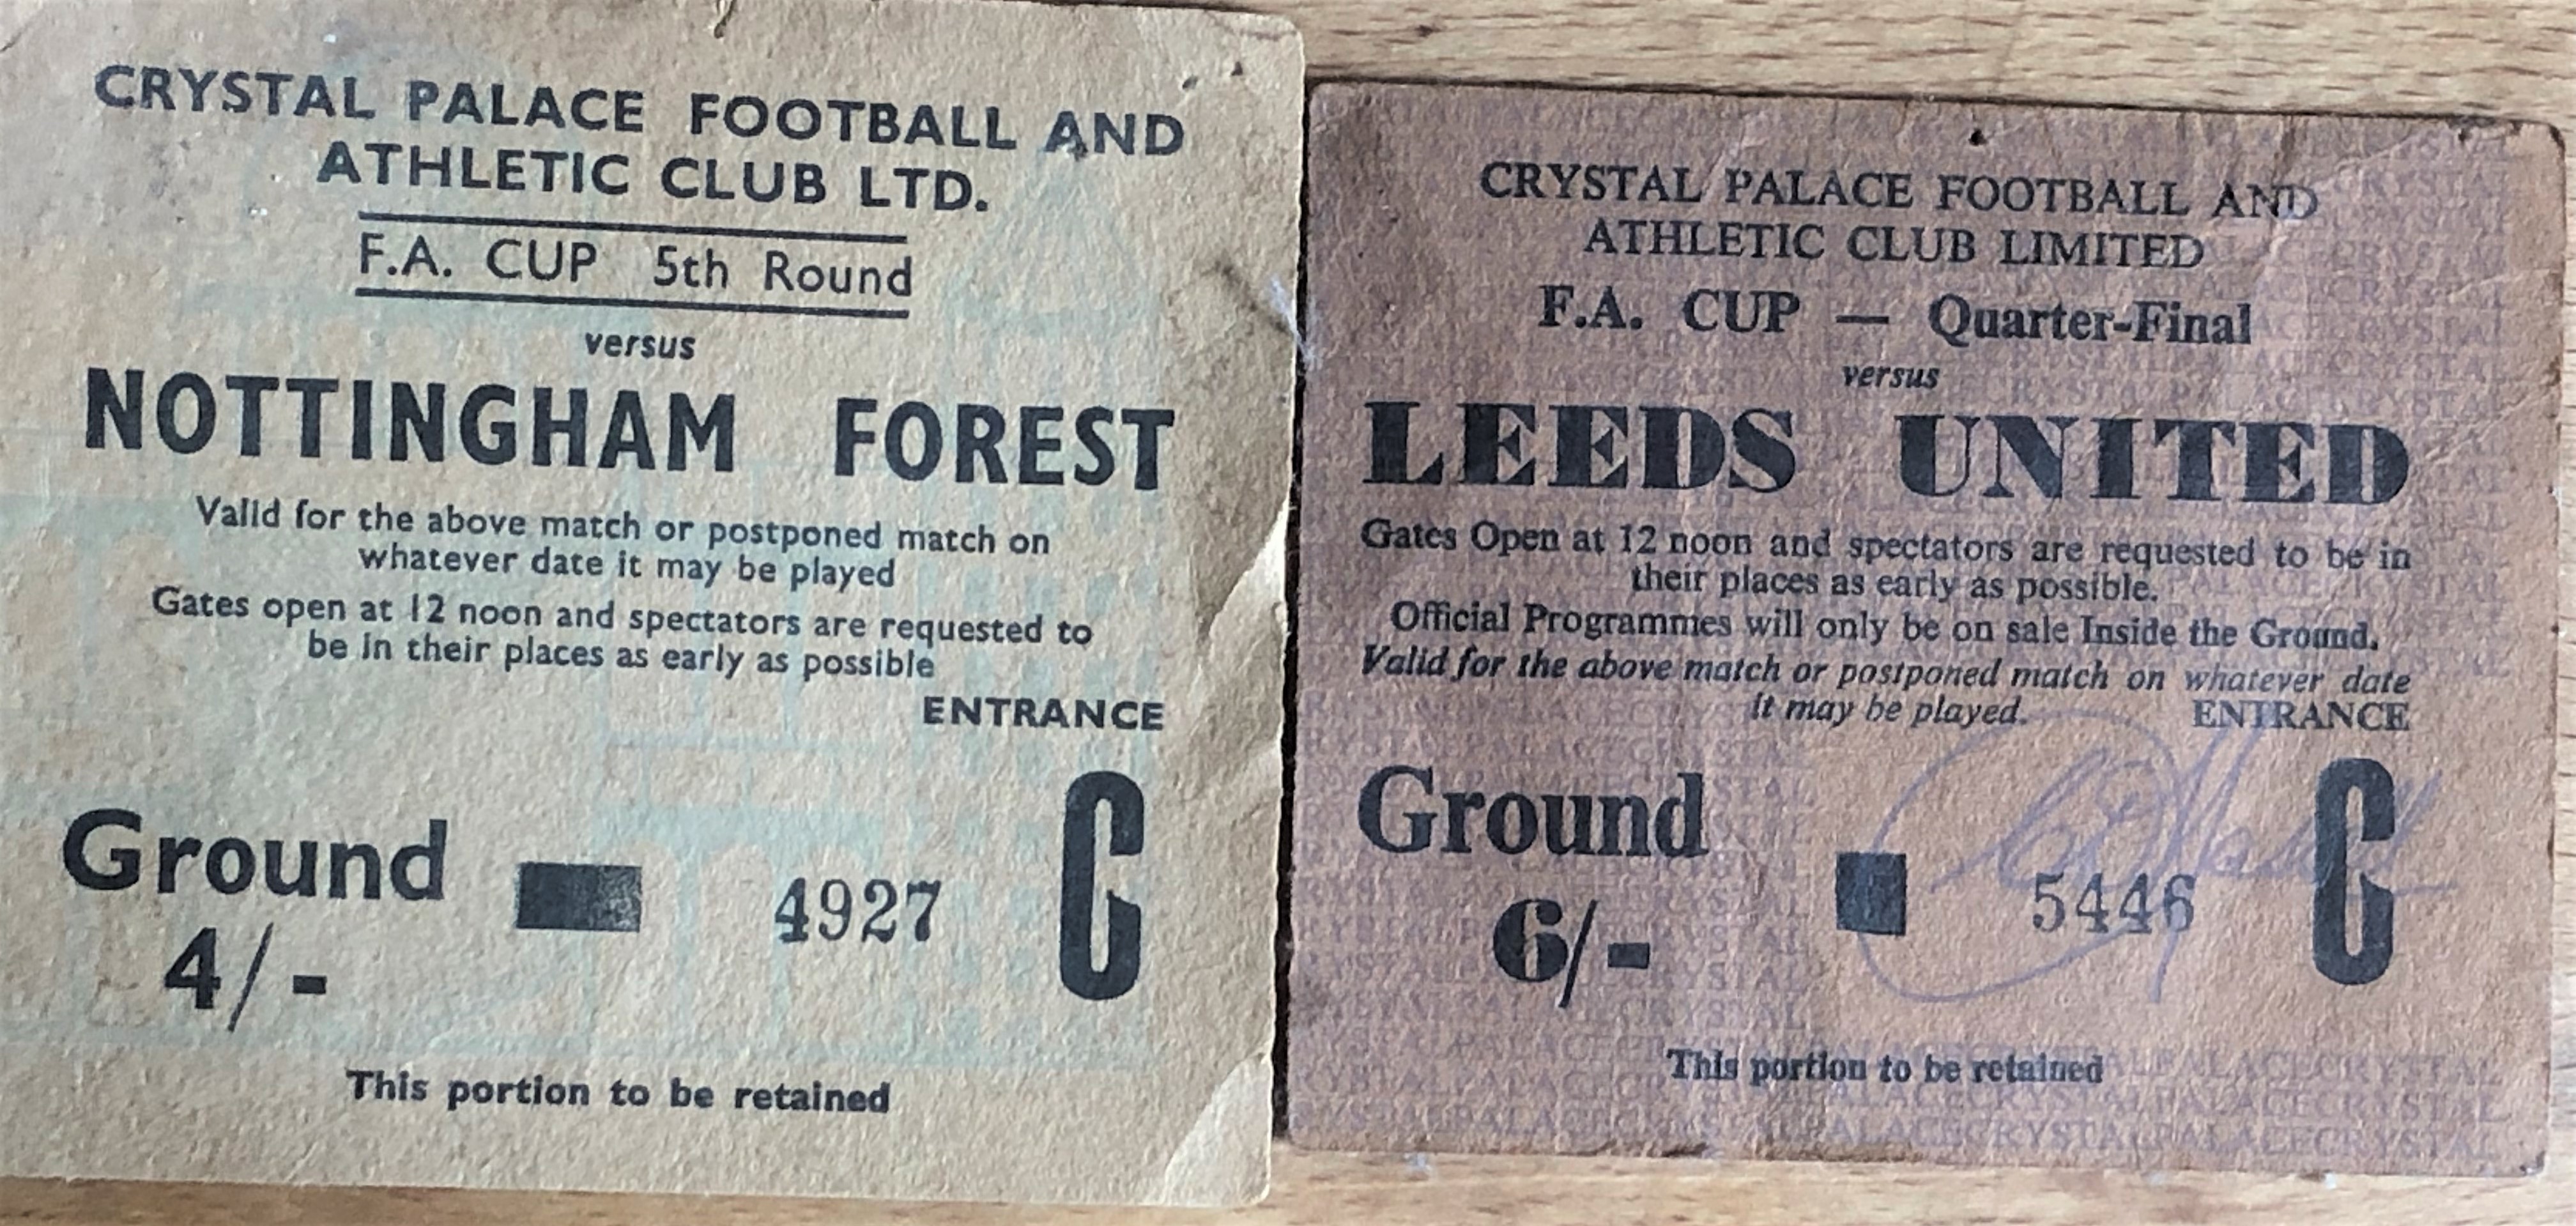 CRYSTAL PALACE FOOTBALL AND
ATHLETIC CLUB LTD.
F.A. CUP 5th Round
versus
NOTTINGHAM FOREST
Valid for the above match or postponed match on
whatever date it may be played
Gates open at 12 noon and spectators are requested to
be in their places as early as possible
ENTRANCE
Ground
4/-
4927
C
This portion to be retained
CRYSTAL PALACE FOOTBALL AND
ATHLETIC CLUB LIMITED
F.A. CUP — Quarter-Final
versus
LEEDS UNITED
Gates Open at 12 noon and spectators are requested to be in
their places as early as possible.
Official Programmes will only be on sale Inside the Ground.
Valid for the above match or postponed match on whatever date
it may be played.
ENTRANCE
Ground
6/-
5446
C
This portion to be retained